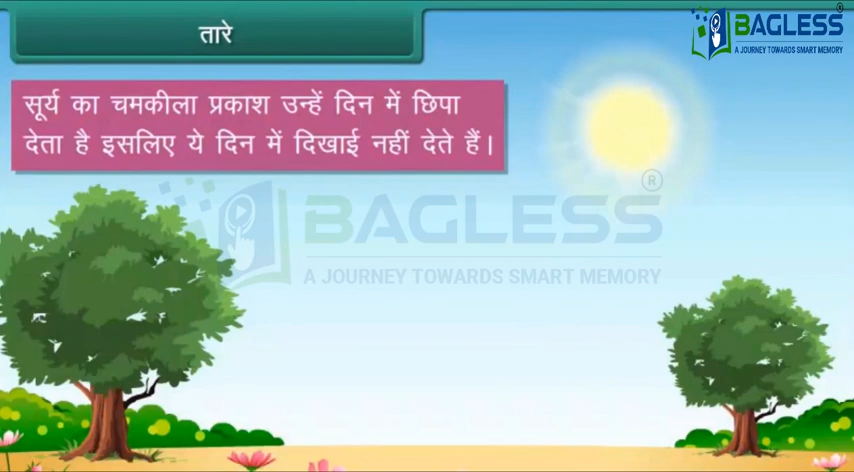 तारे
BAGLESS
A JOURNEY TOWARDS SMART MEMORY
सूर्य का चमकीला प्रकाश उन्हें दिन में छिपा
देता है इसलिए ये दिन में दिखाई नहीं देते हैं।
BAGLESS
A JOURNEY TOWARDS SMART MEMORY